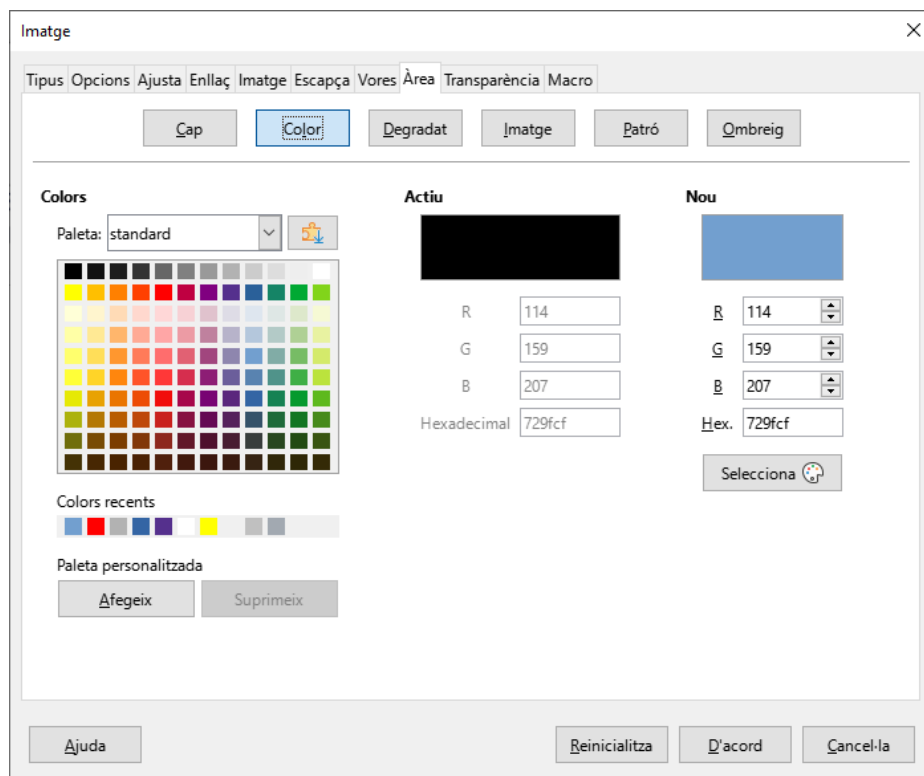 Imatge
Tipus Opcions Ajusta Enllaç Imatge Escapça Vores Àrea Transparència Macro
Cap Color Degradat Imatge Patró Ombreig
Colors
Paleta: standard
Colors recents
Paleta personalitzada
Afegeix Suprimeix
Actiu
R 114
G 159
B 207
Hexadecimal 729fcf
Nou
R 114
G 159
B 207
Hex. 729fcf
Selecciona
Ajuda Reinicialitza D'acord Cancel·la